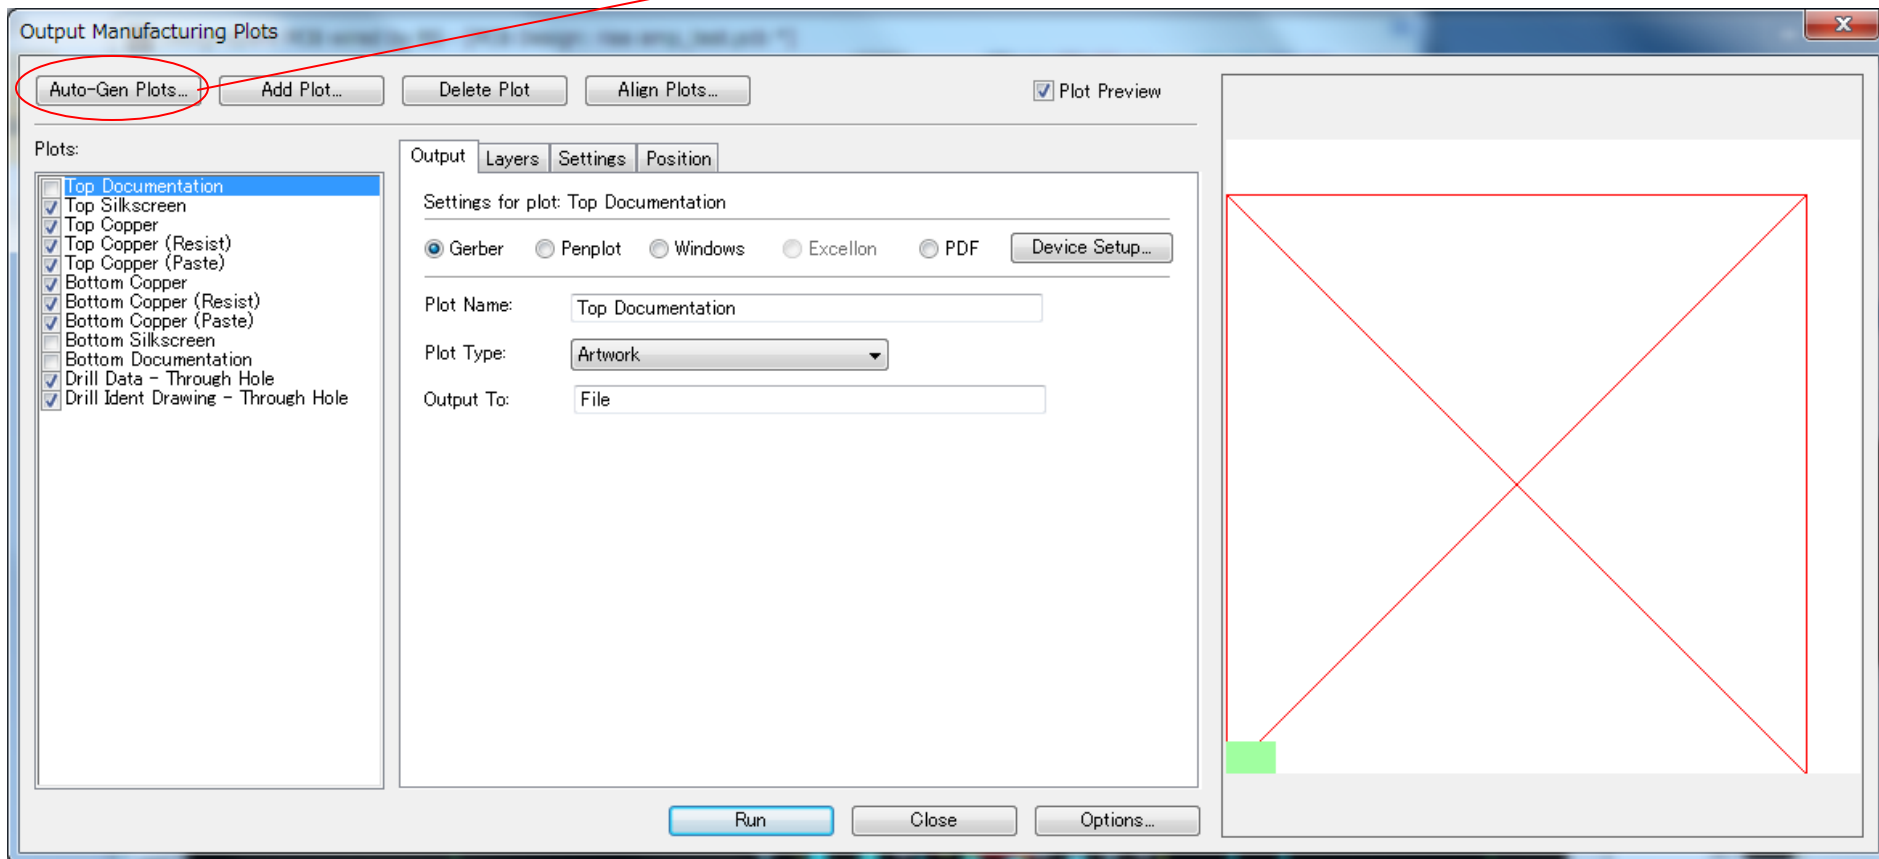 Output Manufacturing Plots
Auto-Gen Plots...
Add Plot...
Delete Plot
Align Plots...
Plot Preview
Plots:
Top Documentation
Top Silkscreen
Top Copper
Top Copper (Resist)
Top Copper (Paste)
Bottom Copper
Bottom Copper (Resist)
Bottom Copper (Paste)
Bottom Silkscreen
Bottom Documentation
Drill Data - Through Hole
Drill Ident Drawing - Through Hole
Output
Layers
Settings
Position
Settings for plot: Top Documentation
Gerber
Penplot
Windows
Excellon
PDF
Device Setup...
Plot Name:
Top Documentation
Plot Type:
Artwork
Output To:
File
Run
Close
Options...